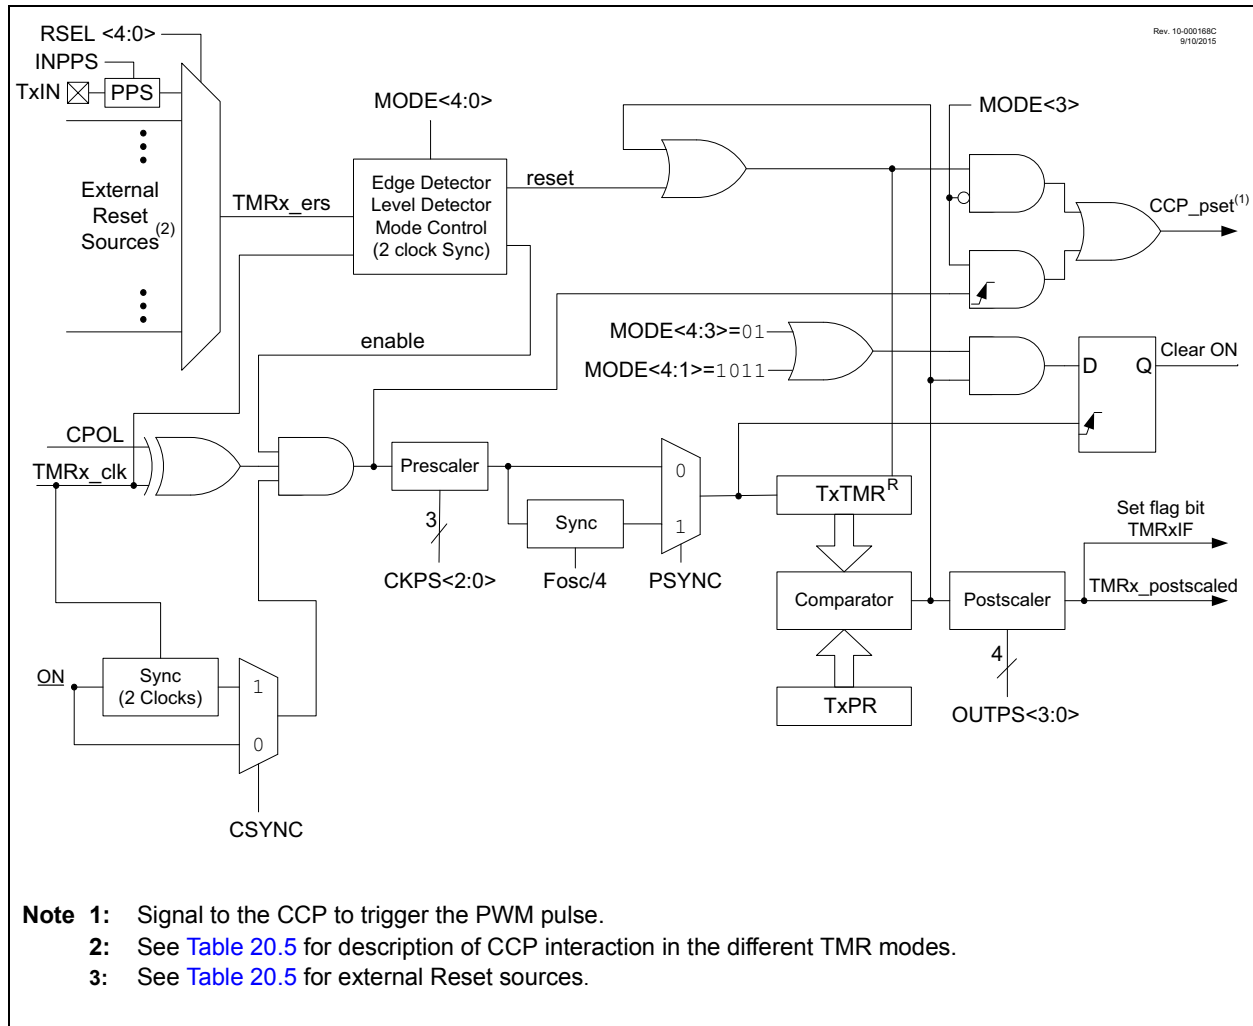 Rev. 10-000168C
9/10/2015
RSEL <4:0>
INPPS
TxIN
PPS
MODE<4:0>
MODE<3>
External
Reset
Sources(2)
TMRx_ers
Edge Detector
Level Detector
Mode Control
(2 clock Sync)
reset
CCP_pset(1)
enable
MODE<4:3>=01
MODE<4:1>=1011
D
Q
Clear ON
CPOL
TMRx_clk
Prescaler
3
CKPS<2:0>
Sync
Fosc/4
0
1
PSYNC
TxTMR
R
Set flag bit
TMRxIF
Comparator
Postscaler
TMRx_postscaled
4
OUTPS<3:0>
TxPR
ON
Sync
(2 Clocks)
1
0
CSYNC
Note 1: Signal to the CCP to trigger the PWM pulse.
2: See Table 20.5 for description of CCP interaction in the different TMR modes.
3: See Table 20.5 for external Reset sources.